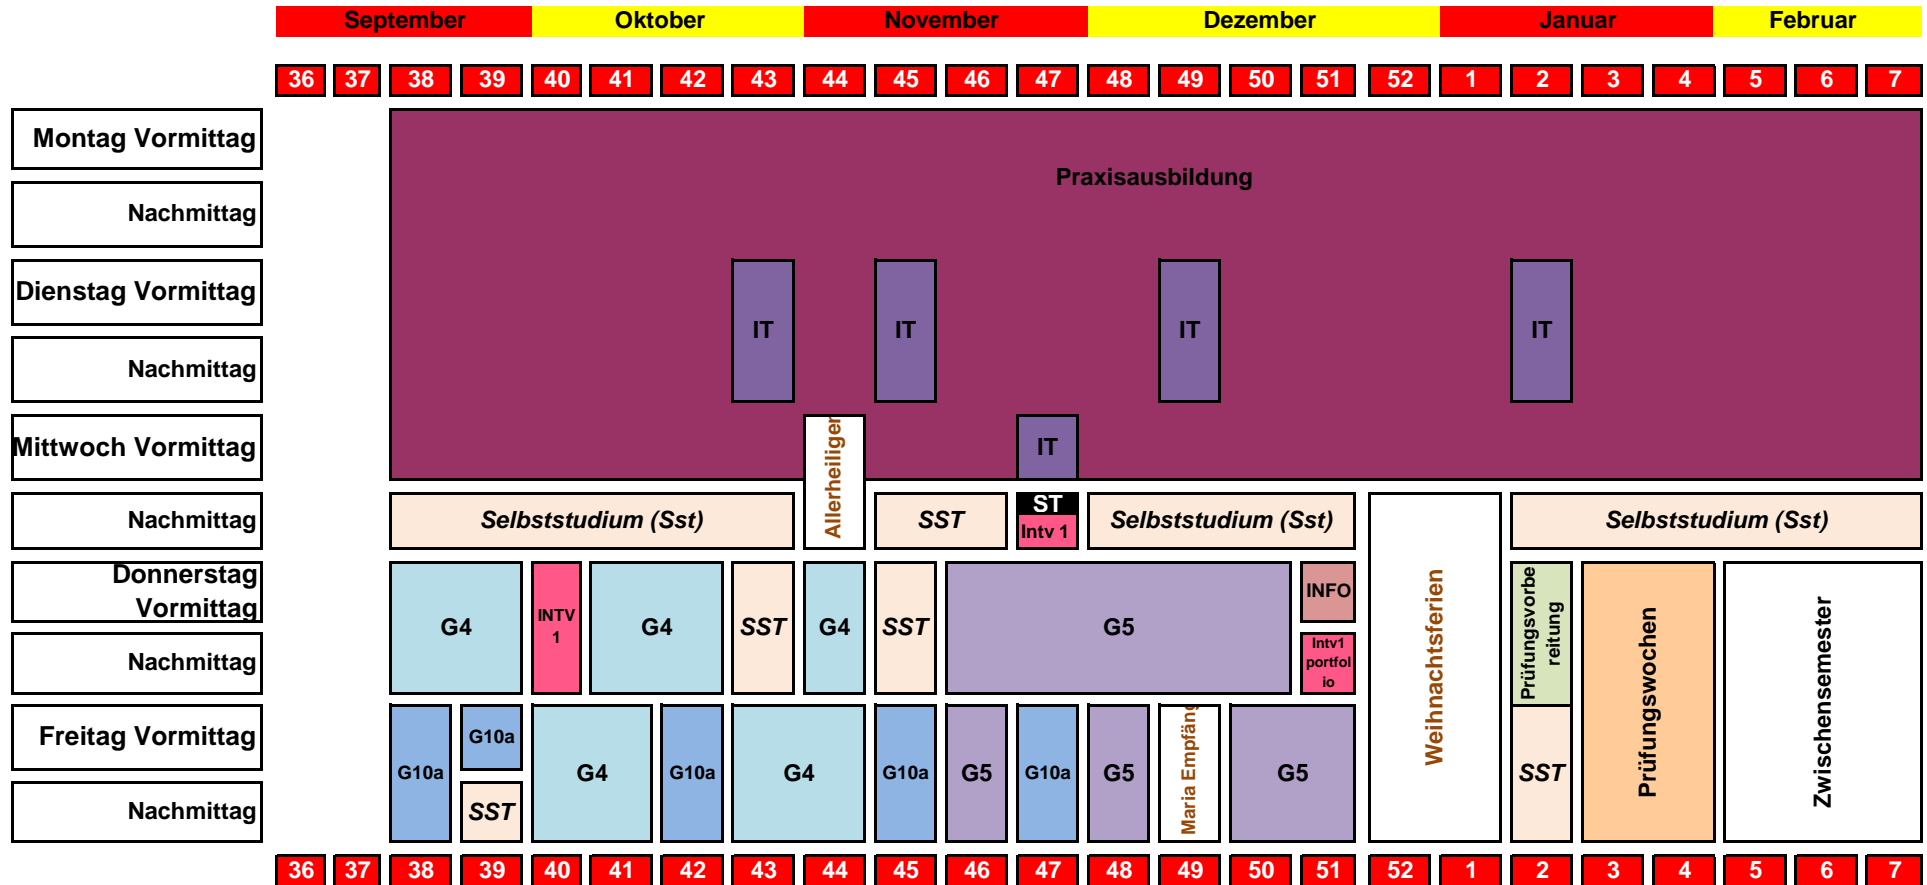 September Oktober November Dezember Januar Februar
36 37 38 39 40 41 42 43 44 45 46 47 48 49 50 51 52 1 2 3 4 5 6 7
Montag Vormittag
Praxisausbildung
Nachmittag
Dienstag Vormittag
IT IT IT IT
Nachmittag
Mittwoch Vormittag
IT
Allerheiligen
Nachmittag
Selbststudium (Sst)
SST
ST
Intv 1
Selbststudium (Sst)
Selbststudium (Sst)
Donnerstag
Vormittag
Nachmittag
G4
INTV
1
G4
SST
G4
SST
G5
INFO
Intv1
portfol
io
Weihnachtsferien
Prüfungsvorbe
reitung
Prüfungswochen
Zwischensemester
Freitag Vormittag
Nachmittag
G10a
G10a
SST
G4
G10a
G4
G10a
G5
G10a
G5
Maria Empfäng
G5
SST
36 37 38 39 40 41 42 43 44 45 46 47 48 49 50 51 52 1 2 3 4 5 6 7